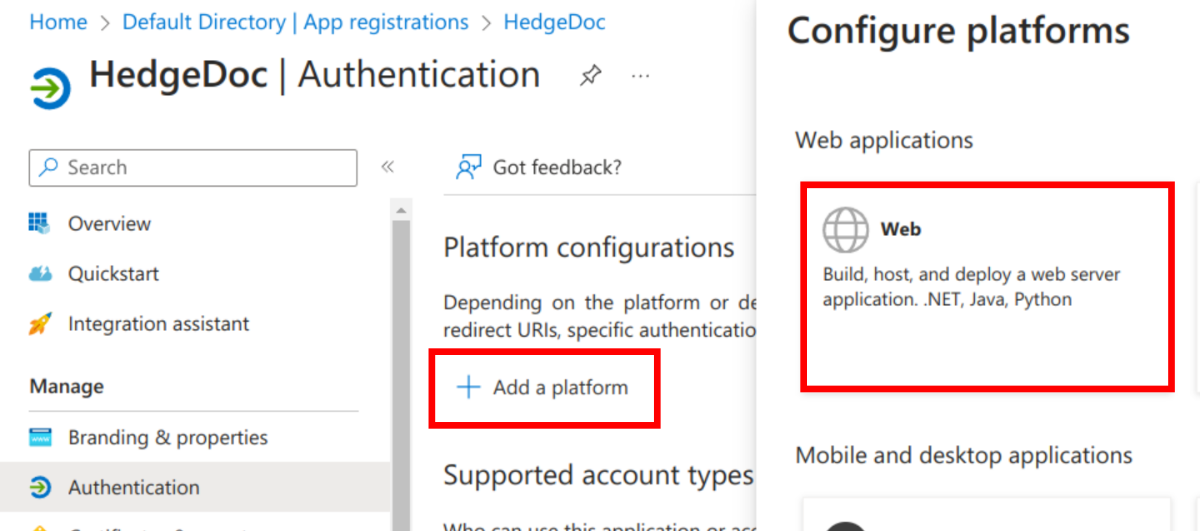 Home > Default Directory | App registrations > HedgeDoc
HedgeDoc | Authentication
...
Search
«
Overview
Quickstart
Integration assistant
Manage
Branding & properties
Authentication
Got feedback?
Platform configurations
Depending on the platform or de
redirect URIs, specific authenticatio
+ Add a platform
Supported account types
Who can use this application or acc
Configure platforms
Web applications
Web
Build, host, and deploy a web server
application. .NET, Java, Python
Mobile and desktop applications